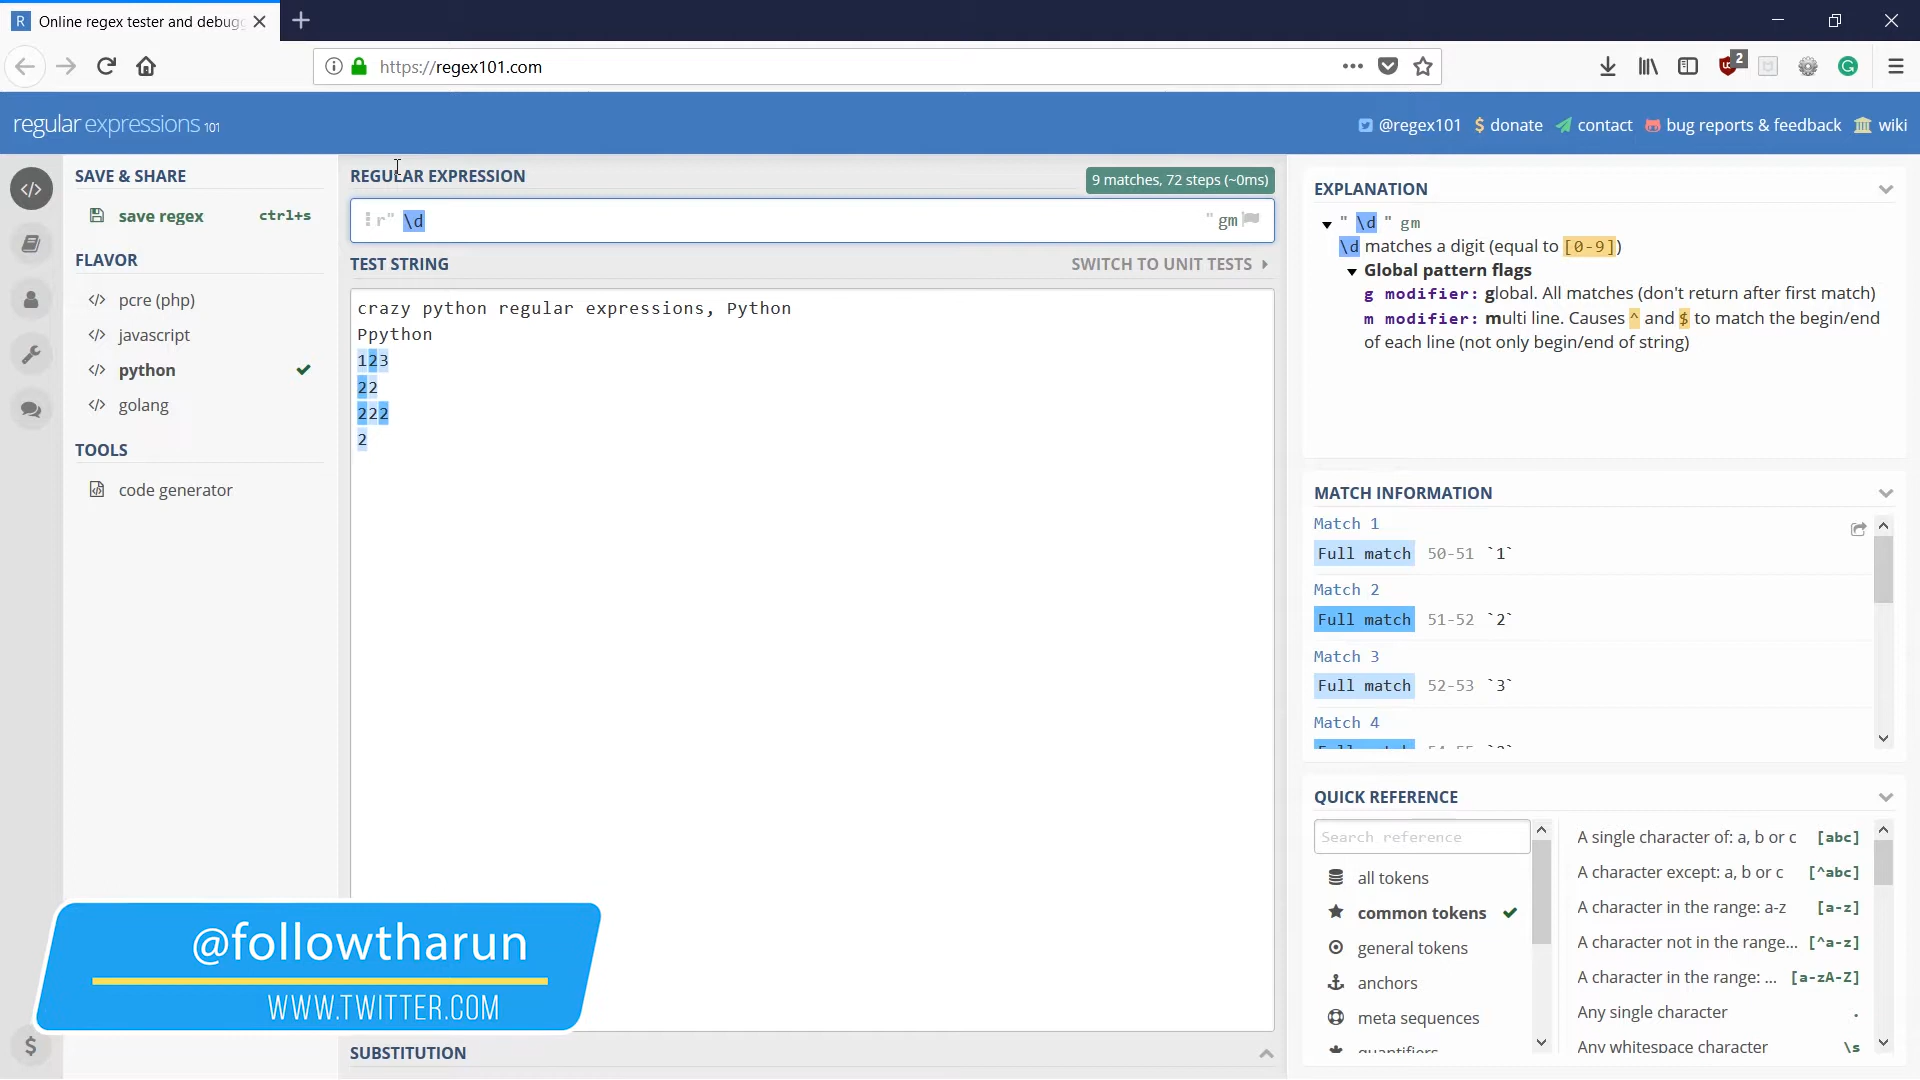 Online regex tester and debugg
https://regex101.com
2
regular expressions 101
@regex101
donate
contact
bug reports & feedback
wiki
SAVE & SHARE
save regex ctrl+s
FLAVOR
pcre (php)
javascript
python
golang
TOOLS
code generator
REGULAR EXPRESSION
9 matches, 72 steps (~0ms)
r" \d " gm
TEST STRING
SWITCH TO UNIT TESTS
crazy python regular expressions, Python
Ppython
123
22
222
2
SUBSTITUTION
EXPLANATION
" \d " gm
\d matches a digit (equal to [0-9])
Global pattern flags
g modifier: global. All matches (don't return after first match)
m modifier: multi line. Causes ^ and $ to match the begin/end
of each line (not only begin/end of string)
MATCH INFORMATION
Match 1
Full match 50-51 `1`
Match 2
Full match 51-52 `2`
Match 3
Full match 52-53 `3`
Match 4
QUICK REFERENCE
Search reference
all tokens
common tokens
general tokens
anchors
meta sequences
quantifiers
A single character of: a, b or c [abc]
A character except: a, b or c [^abc]
A character in the range: a-z [a-z]
A character not in the range... [^a-z]
A character in the range: ... [a-zA-Z]
Any single character .
Any whitespace character \s
@followtharun
WWW.TWITTER.COM
$